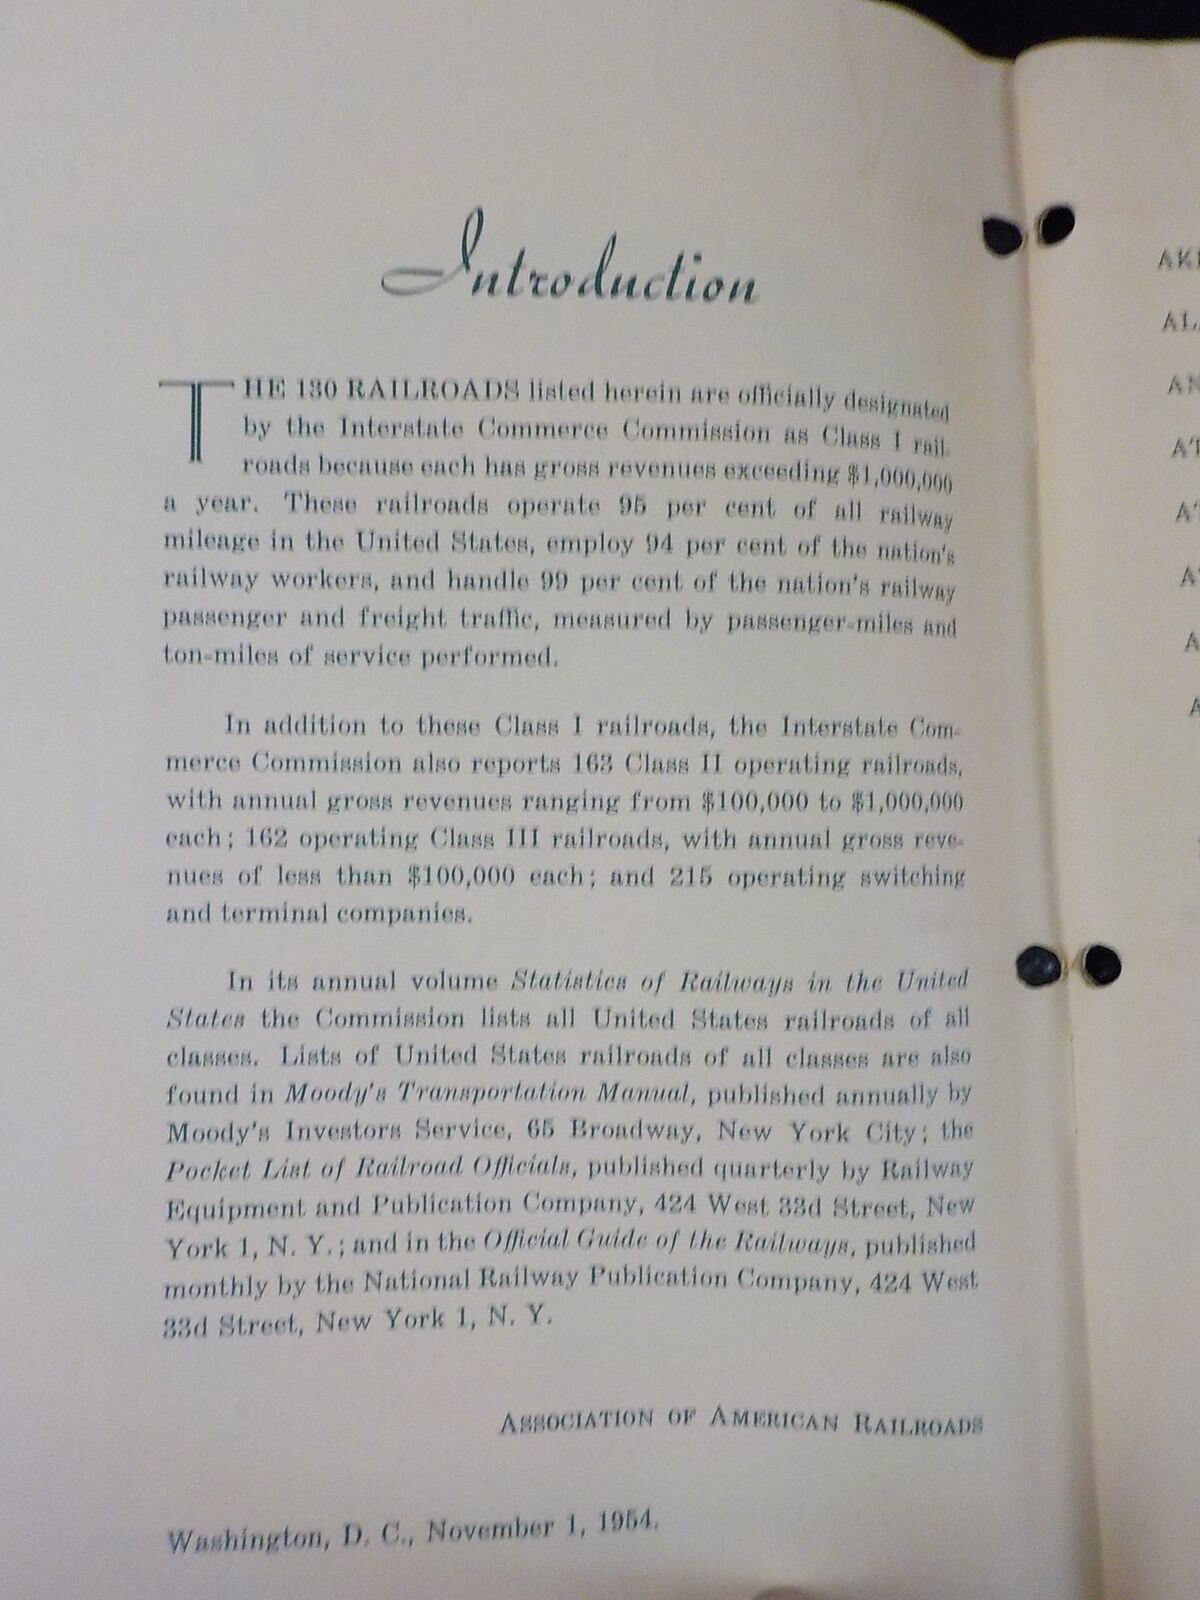 Introduction
THE 130 RAILROADS listed herein are officially designated
by the Interstate Commerce Commission as Class I rail-
roads because each has gross revenues exceeding $1,000,000
a year. These railroads operate 95 per cent of all railway
mileage in the United States, employ 94 per cent of the nation's
railway workers, and handle 99 per cent of the nation's railway
passenger and freight traffic, measured by passenger-miles and
ton-miles of service performed.
In addition to these Class I railroads, the Interstate Com-
merce Commission also reports 163 Class II operating railroads,
with annual gross revenues ranging from $100,000 to $1,000,000
each; 162 operating Class III railroads, with annual gross reve-
nues of less than $100,000 each; and 215 operating switching
and terminal companies.
In its annual volume Statistics of Railways in the United
States the Commission lists all United States railroads of all
classes. Lists of United States railroads of all classes are also
found in Moody's Transportation Manual, published annually by
Moody's Investors Service, 65 Broadway, New York City; the
Pocket List of Railroad Officials, published quarterly by Railway
Equipment and Publication Company, 424 West 33d Street, New
York 1, N. Y.; and in the Official Guide of the Railways, published
monthly by the National Railway Publication Company, 424 West
33d Street, New York 1, N. Y.
ASSOCIATION OF AMERICAN RAILROADS
Washington, D. C., November 1, 1954.